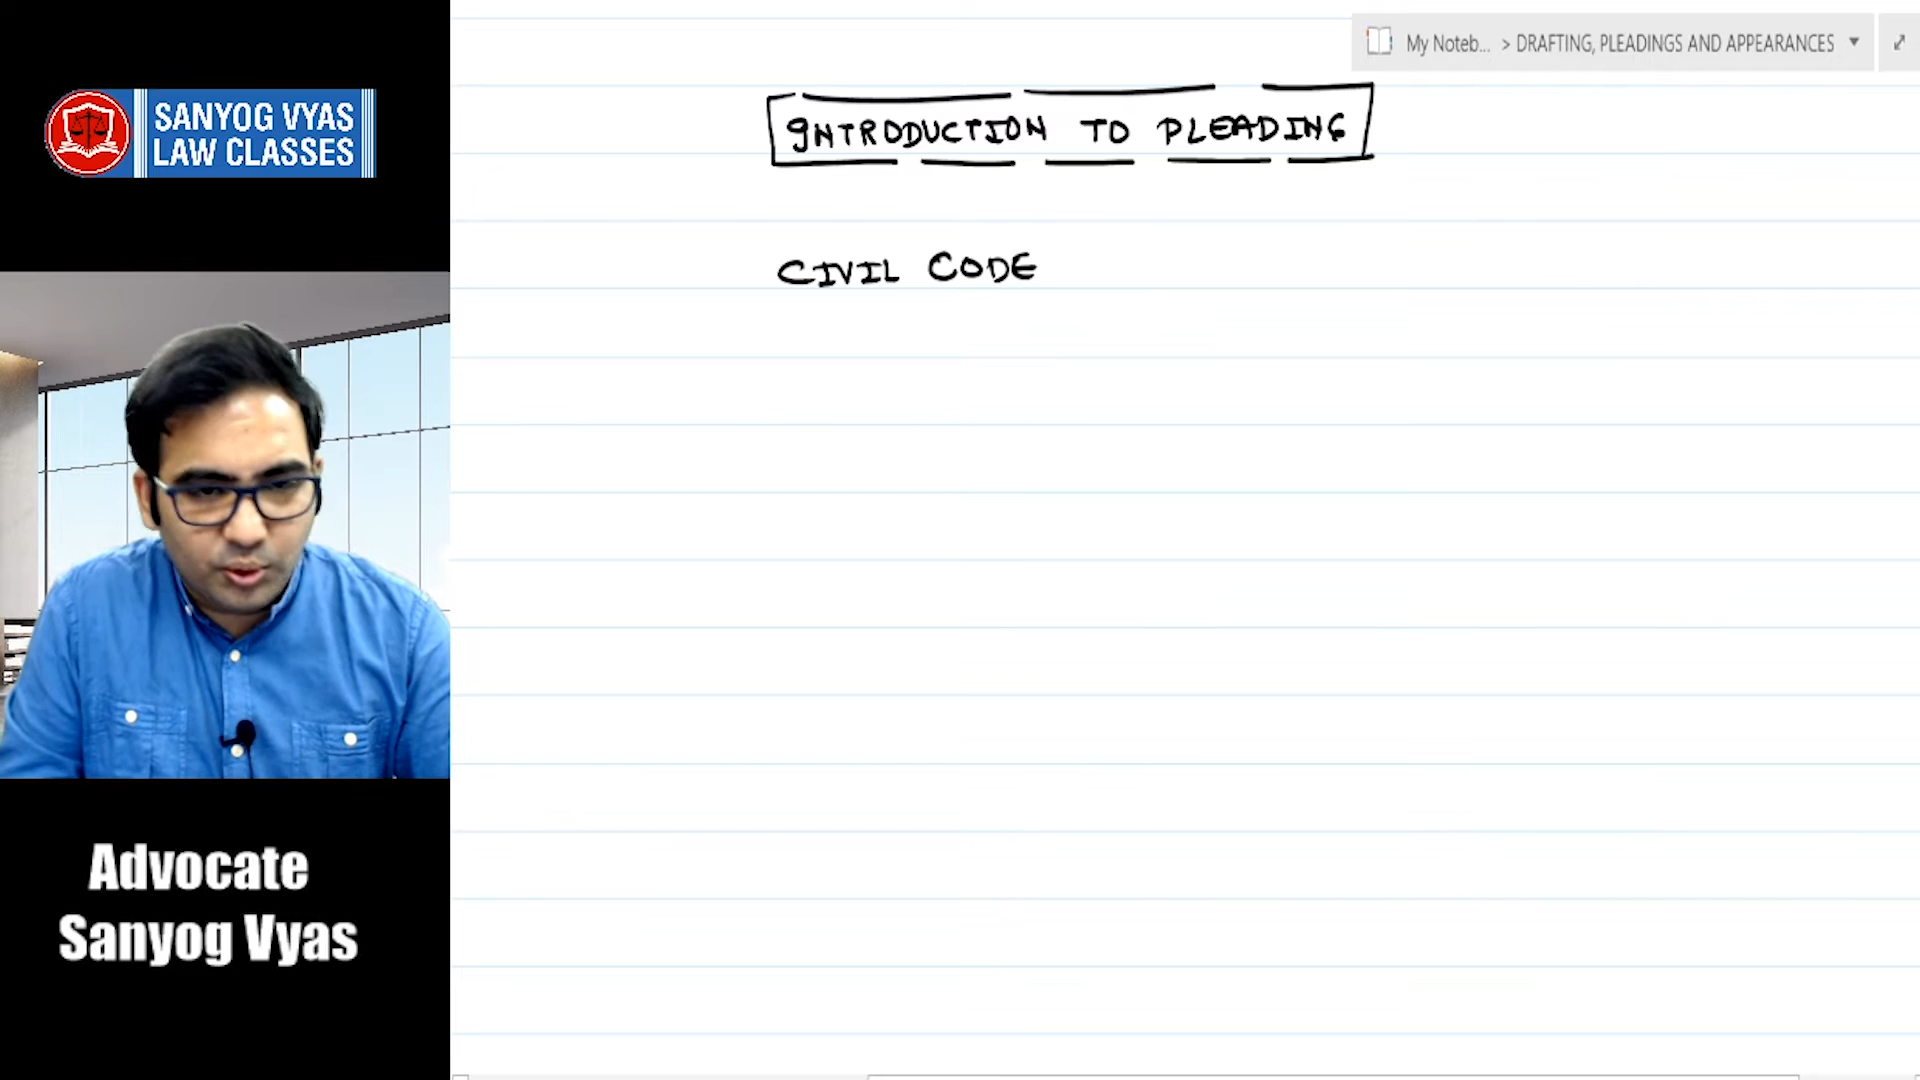 SANYOG VYAS
LAW CLASSES
Advocate
Sanyog Vyas
My Noteb... > DRAFTING, PLEADINGS AND APPEARANCES
INTRODUCTION TO PLEADING
CIVIL CODE